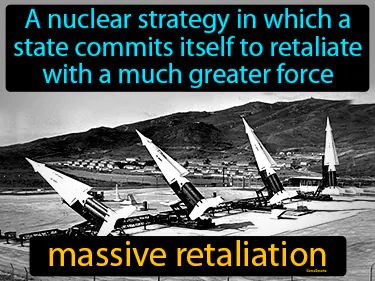 A nuclear strategy in which a
state commits itself to retaliate
with a much greater force
massive retaliation